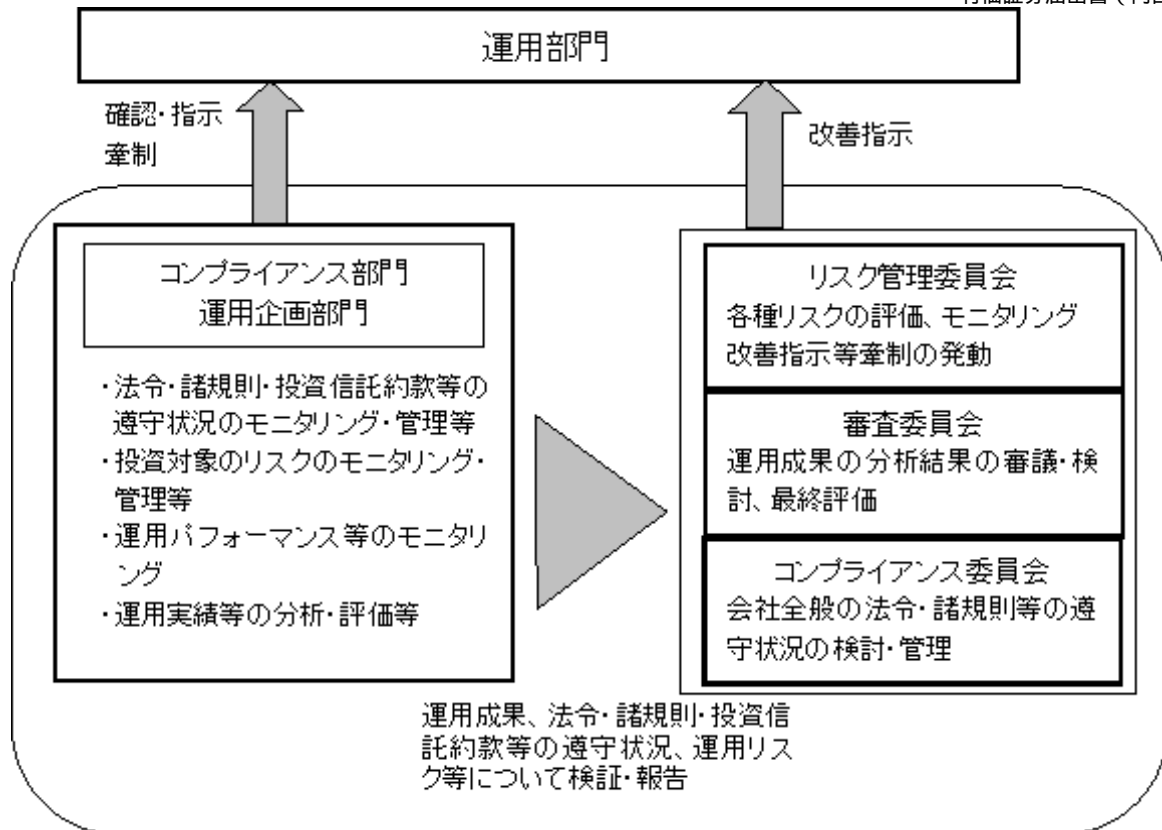 運用部門
確認・指示
牽制
改善指示
コンプライアンス部門
運用企画部門
・法令・諸規則・投資信託約款等の
遵守状況のモニタリング・管理等
・投資対象のリスクのモニタリング・
管理等
・運用パフォーマンス等のモニタリ
ング
・運用実績等の分析・評価等
リスク管理委員会
各種リスクの評価、モニタリング
改善指示等牽制の発動
審査委員会
運用成果の分析結果の審議・検
討、最終評価
コンプライアンス委員会
会社全般の法令・諸規則等の遵
守状況の検討・管理
運用成果、法令・諸規則・投資信
託約款等の遵守状況、運用リス
ク等について検証・報告